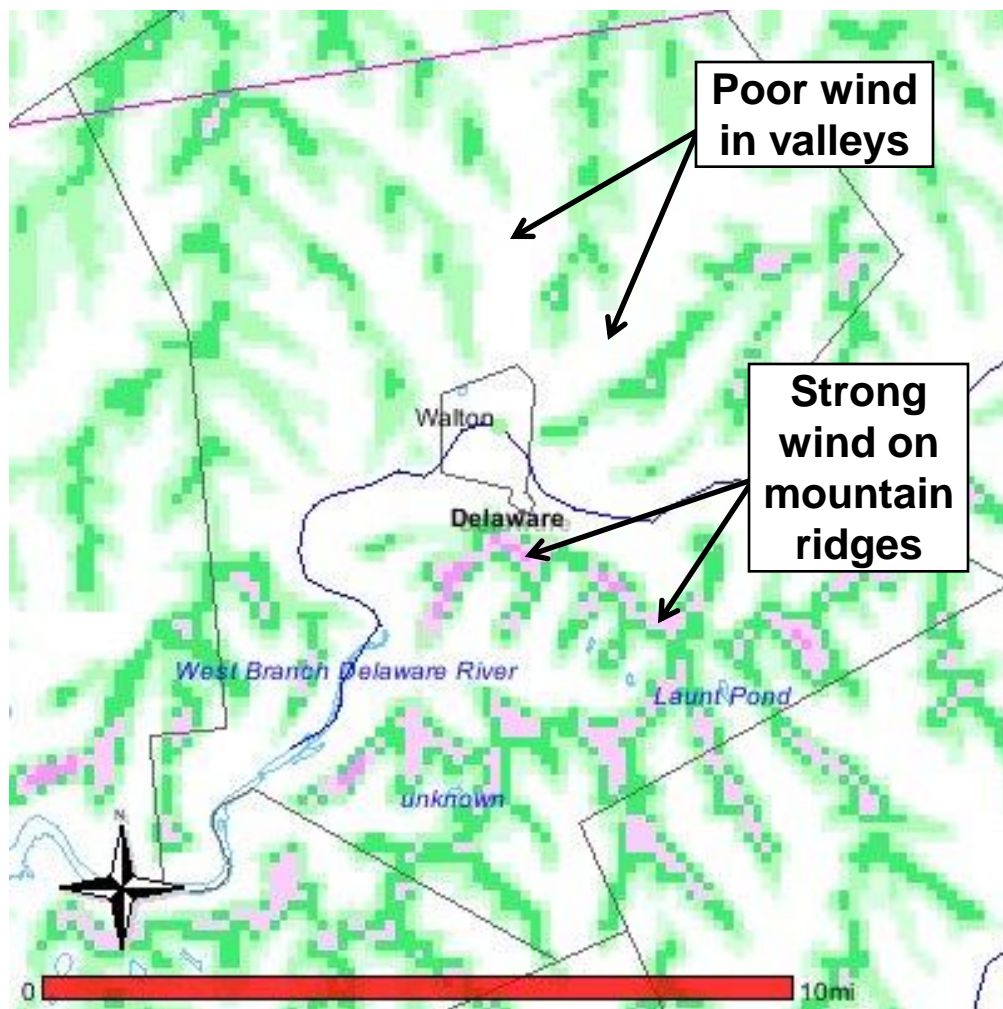 Poor wind
in valleys
Strong
wind on
mountain
ridges
Walton
Delaware
West Branch Delaware River
Launt Pond
unknown
N
0
10mi